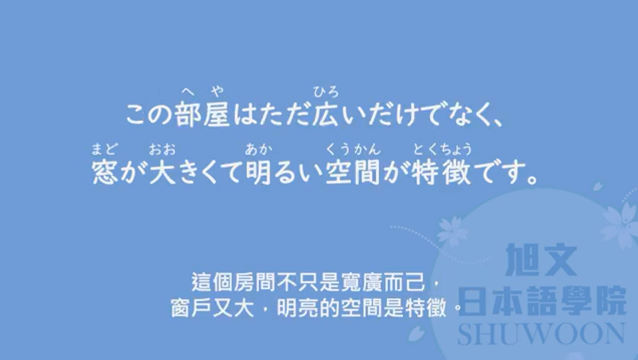 へや ひろ
この部屋はただ広いだけでなく、
まど おお あか くうかん とくちょう
窓が大きくて明るい空間が特徴です。
這個房間不只是寬廣而己，
窗戶又大，明亮的空間是特徵。
旭文
日本語學院
SHUWOON